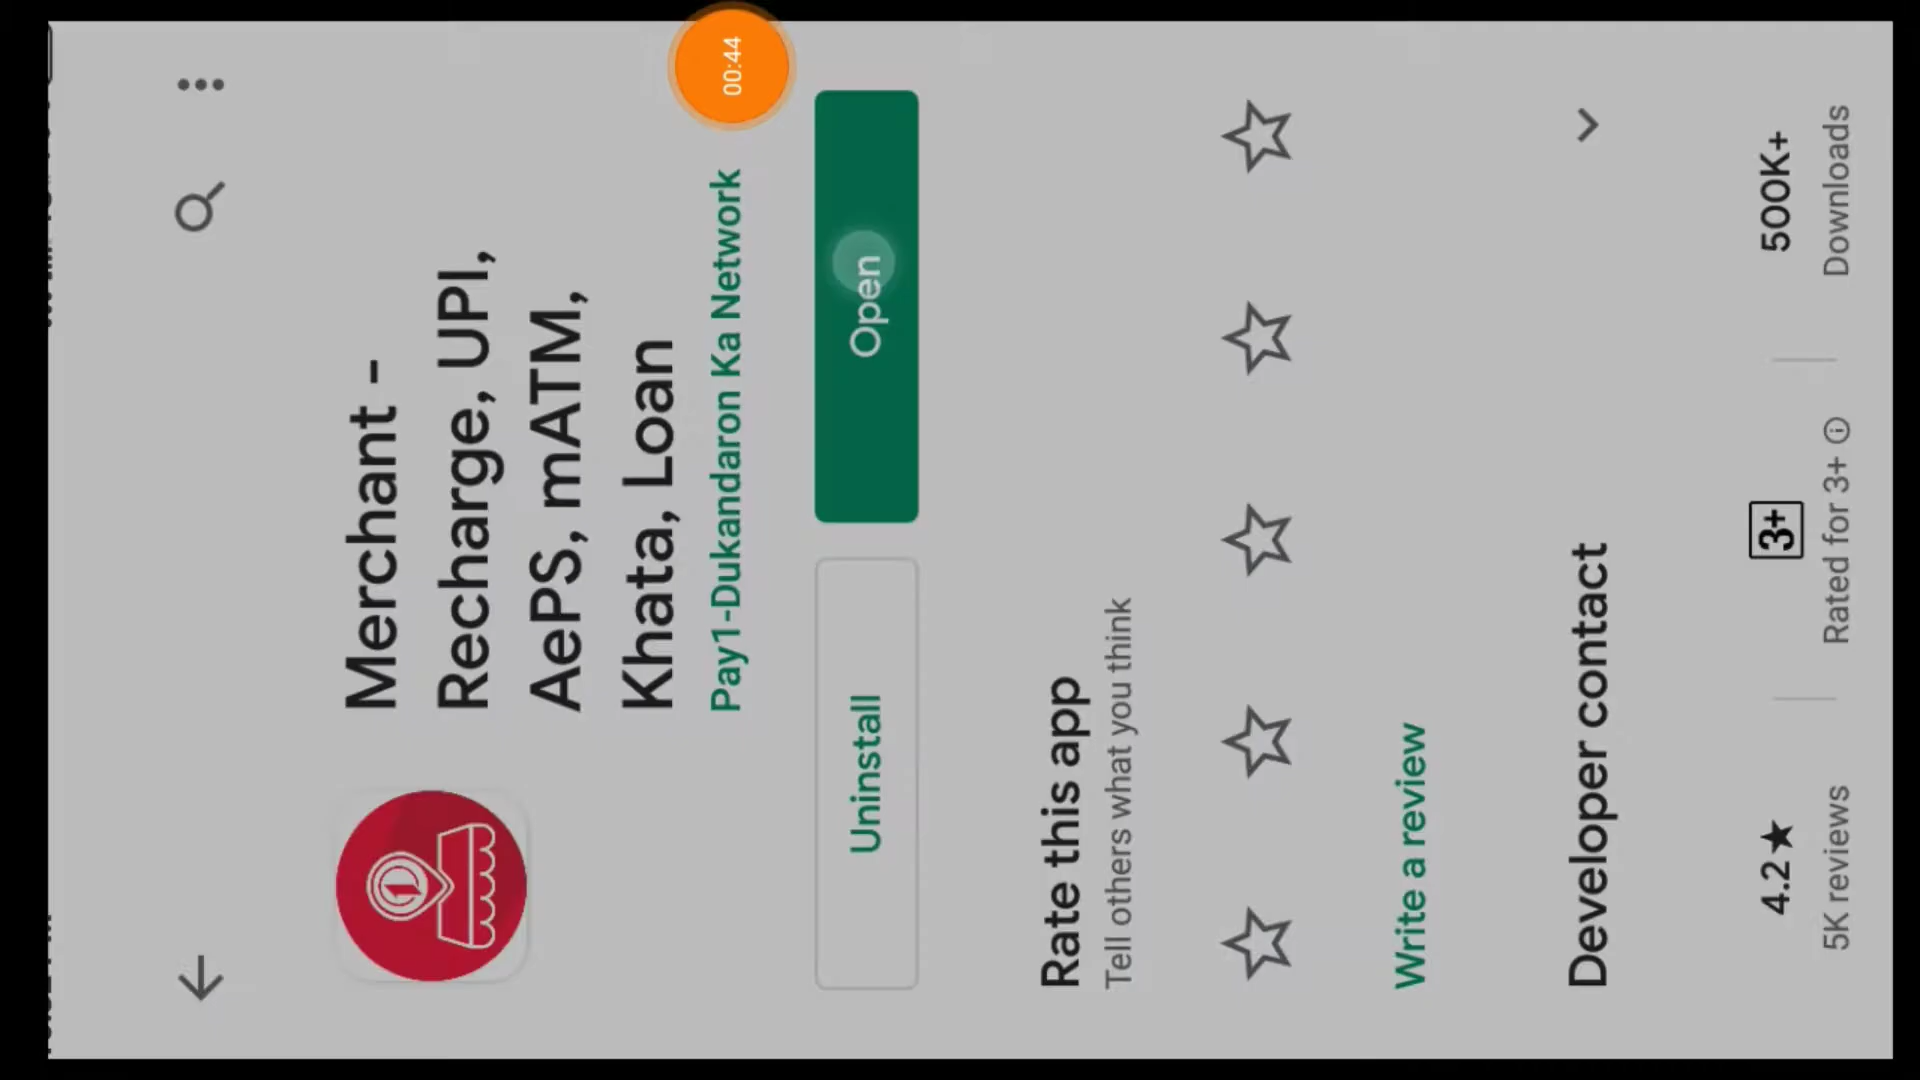 00:44
Merchant -
Recharge, UPI,
AePS, mATM,
Khata, Loan
Pay1-Dukandaron Ka Network
Uninstall
Open
Rate this app
Tell others what you think
Write a review
Developer contact
4.2★
5K reviews
3+
Rated for 3+
500K+
Downloads